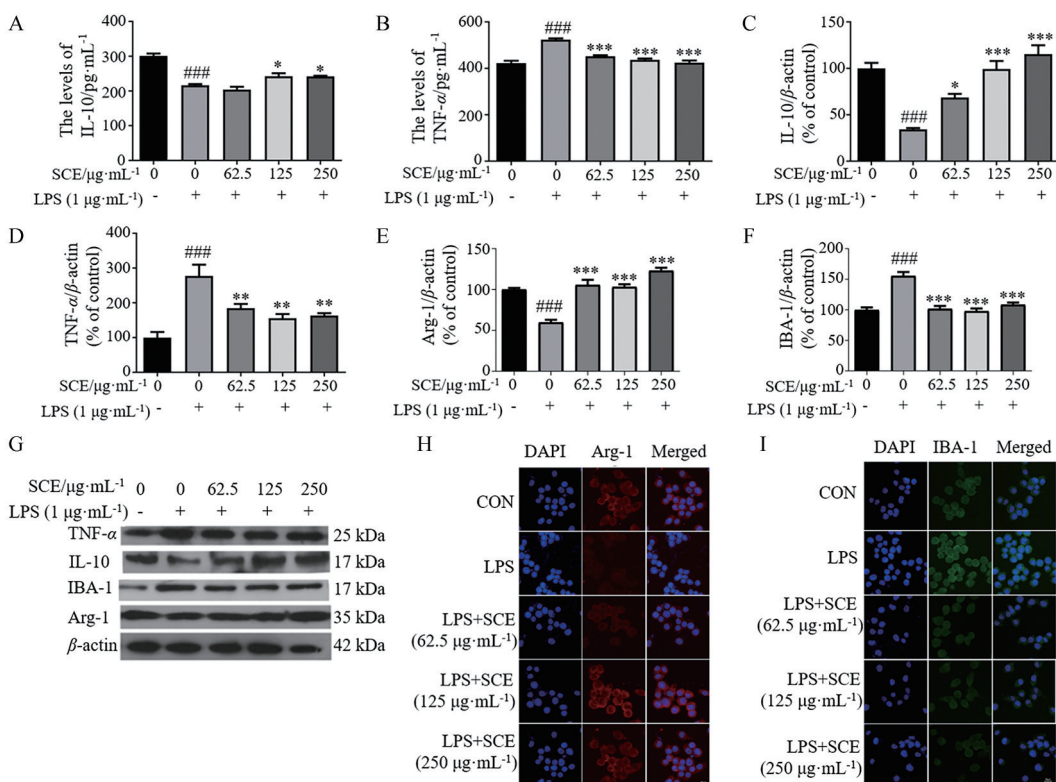 A
The levels of
IL-10/pg·mL⁻¹
400
300
200
100
0
###
*
*
SCE/μg·mL⁻¹ 0 0 62.5 125 250
LPS (1 μg·mL⁻¹) - + + + +
B
The levels of
TNF-α/pg·mL⁻¹
600
400
200
0
###
***
***
***
SCE/μg·mL⁻¹ 0 0 62.5 125 250
LPS (1 μg·mL⁻¹) - + + + +
C
IL-10/β-actin
(% of control)
150
100
50
0
###
*
***
***
SCE/μg·mL⁻¹ 0 0 62.5 125 250
LPS (1 μg·mL⁻¹) - + + + +
D
TNF-α/β-actin
(% of control)
400
300
200
100
0
###
**
**
**
SCE/μg·mL⁻¹ 0 0 62.5 125 250
LPS (1 μg·mL⁻¹) - + + + +
E
Arg-1/β-actin
(% of control)
150
100
50
0
###
***
***
***
SCE/μg·mL⁻¹ 0 0 62.5 125 250
LPS (1 μg·mL⁻¹) - + + + +
F
IBA-1/β-actin
(% of control)
200
150
100
50
0
###
***
***
***
SCE/μg·mL⁻¹ 0 0 62.5 125 250
LPS (1 μg·mL⁻¹) - + + + +
G
SCE/μg·mL⁻¹ 0 0 62.5 125 250
LPS (1 μg·mL⁻¹) - + + + +
TNF-α 25 kDa
IL-10 17 kDa
IBA-1 17 kDa
Arg-1 35 kDa
β-actin 42 kDa
H
DAPI Arg-1 Merged
CON
LPS
LPS+SCE
(62.5 μg·mL⁻¹)
LPS+SCE
(125 μg·mL⁻¹)
LPS+SCE
(250 μg·mL⁻¹)
I
DAPI IBA-1 Merged
CON
LPS
LPS+SCE
(62.5 μg·mL⁻¹)
LPS+SCE
(125 μg·mL⁻¹)
LPS+SCE
(250 μg·mL⁻¹)